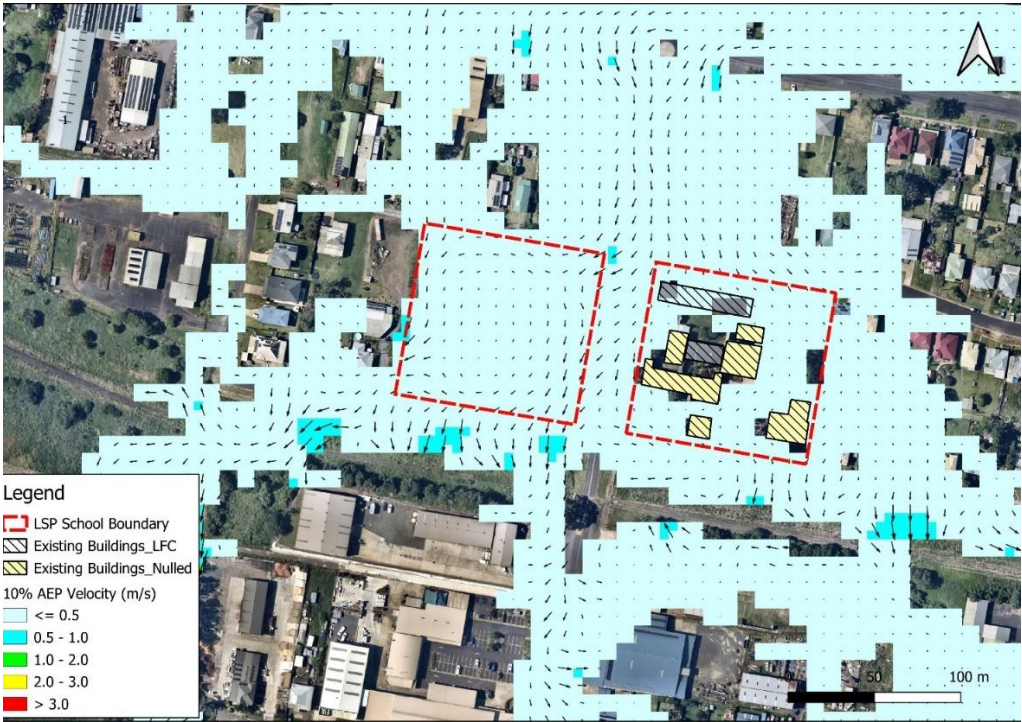 Legend
LSP School Boundary
Existing Buildings_LFC
Existing Buildings_Nulled
10% AEP Velocity (m/s)
<= 0.5
0.5 - 1.0
1.0 - 2.0
2.0 - 3.0
> 3.0
0 50 100 m